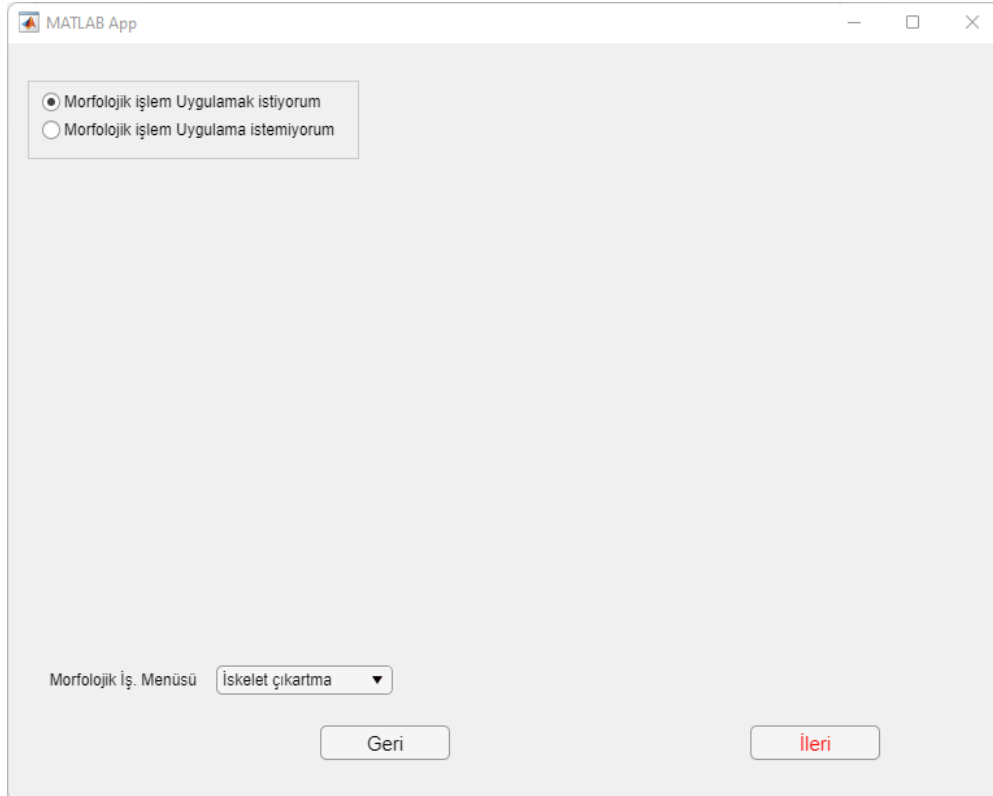 MATLAB App
Morfolojik işlem Uygulamak istiyorum
Morfolojik işlem Uygulama istemiyorum
Morfolojik İş. Menüsü İskelet çıkartma
Geri İleri